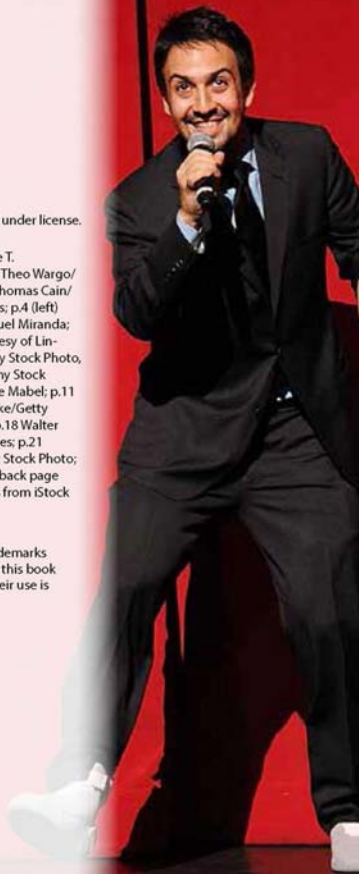 under license.
e T.
Theo Wargo/
homas Cain/
s; p.4 (left)
uel Miranda;
esy of Lin-
y Stock Photo,
ny Stock
e Mabel; p.11
ke/Getty
p.18 Walter
es; p.21
Stock Photo;
back page
from iStock
demarks
this book
eir use is